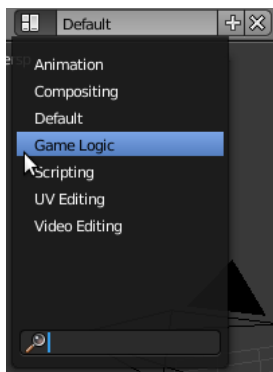 Default
Animation
Compositing
Default
Game Logic
Scripting
UV Editing
Video Editing